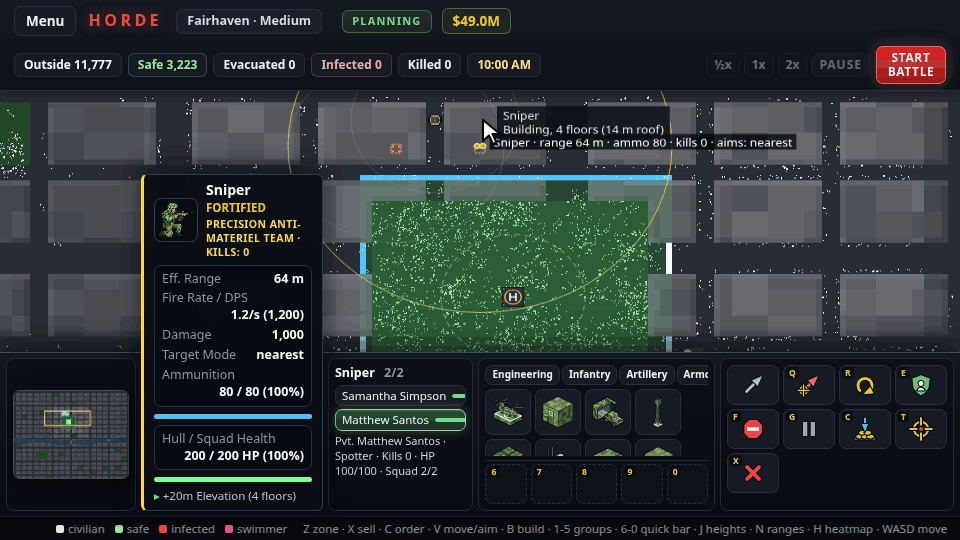 Menu HORDE Fairhaven · Medium PLANNING $49.0M
Outside 11,777 Safe 3,223 Evacuated 0 Infected 0 Killed 0 10:00 AM ½x 1x 2x PAUSE START BATTLE
Sniper
Building, 4 floors (14 m roof)
Sniper · range 64 m · ammo 80 · kills 0 · aims: nearest
H
Sniper
FORTIFIED
PRECISION ANTI-
MATERIEL TEAM ·
KILLS: 0
Eff. Range 64 m
Fire Rate / DPS
1.2/s (1,200)
Damage 1,000
Target Mode nearest
Ammunition
80 / 80 (100%)
Hull / Squad Health
200 / 200 HP (100%)
▸ +20m Elevation (4 floors)
Sniper 2/2
Samantha Simpson
Matthew Santos
Pvt. Matthew Santos ·
Spotter · Kills 0 · HP
100/100 · Squad 2/2
Engineering Infantry Artillery
6 7 8 9 0
Q R E
F G C T
X
civilian safe infected swimmer Z zone · X sell · C order · V move/aim · B build · 1-5 groups · 6-0 quick bar · J heights · N ranges · H heatmap · WASD move